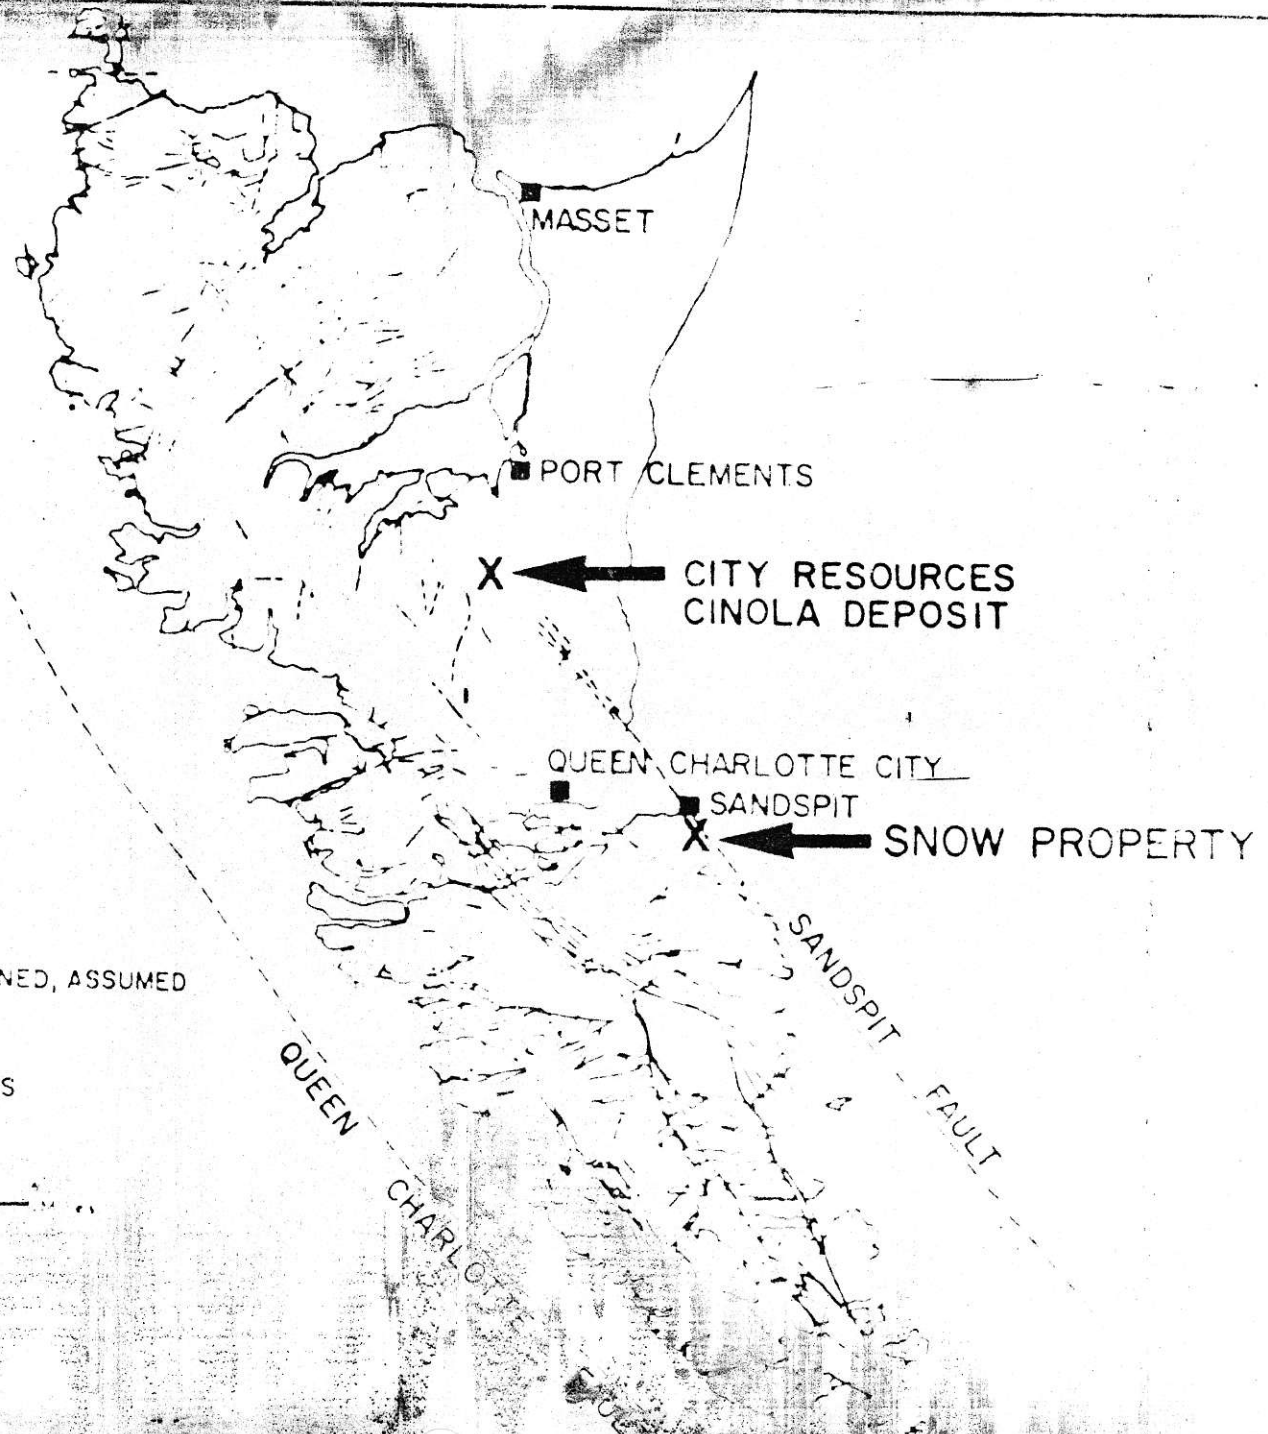 MASSET
PORT CLEMENTS
X
CITY RESOURCES
CINOLA DEPOSIT
QUEEN CHARLOTTE CITY
SANDSPIT
X
SNOW PROPERTY
SANDSPIT FAULT
NED, ASSUMED
S
QUEEN CHARLOTTE